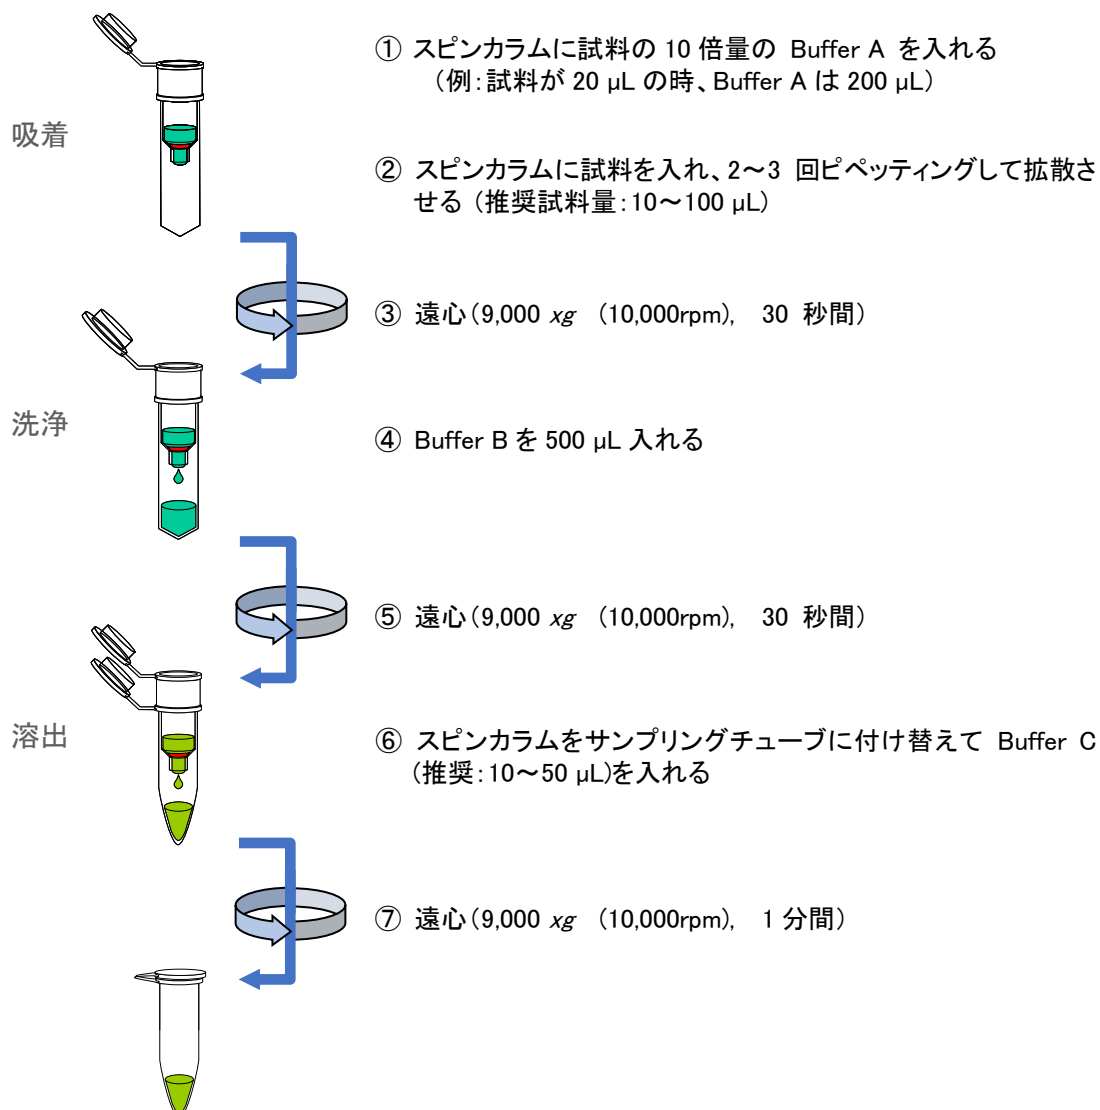 ① スピンカラムに試料の 10 倍量の Buffer A を入れる
（例：試料が 20 µL の時、Buffer A は 200 µL）
吸着
② スピンカラムに試料を入れ、2～3 回ピペッティングして拡散さ
せる （推奨試料量：10～100 µL）
③ 遠心（9,000 xg (10,000rpm), 30 秒間）
洗浄
④ Buffer B を 500 µL 入れる
⑤ 遠心（9,000 xg (10,000rpm), 30 秒間）
溶出
⑥ スピンカラムをサンプリングチューブに付け替えて Buffer C
(推奨：10～50 µL)を入れる
⑦ 遠心（9,000 xg (10,000rpm), 1 分間）